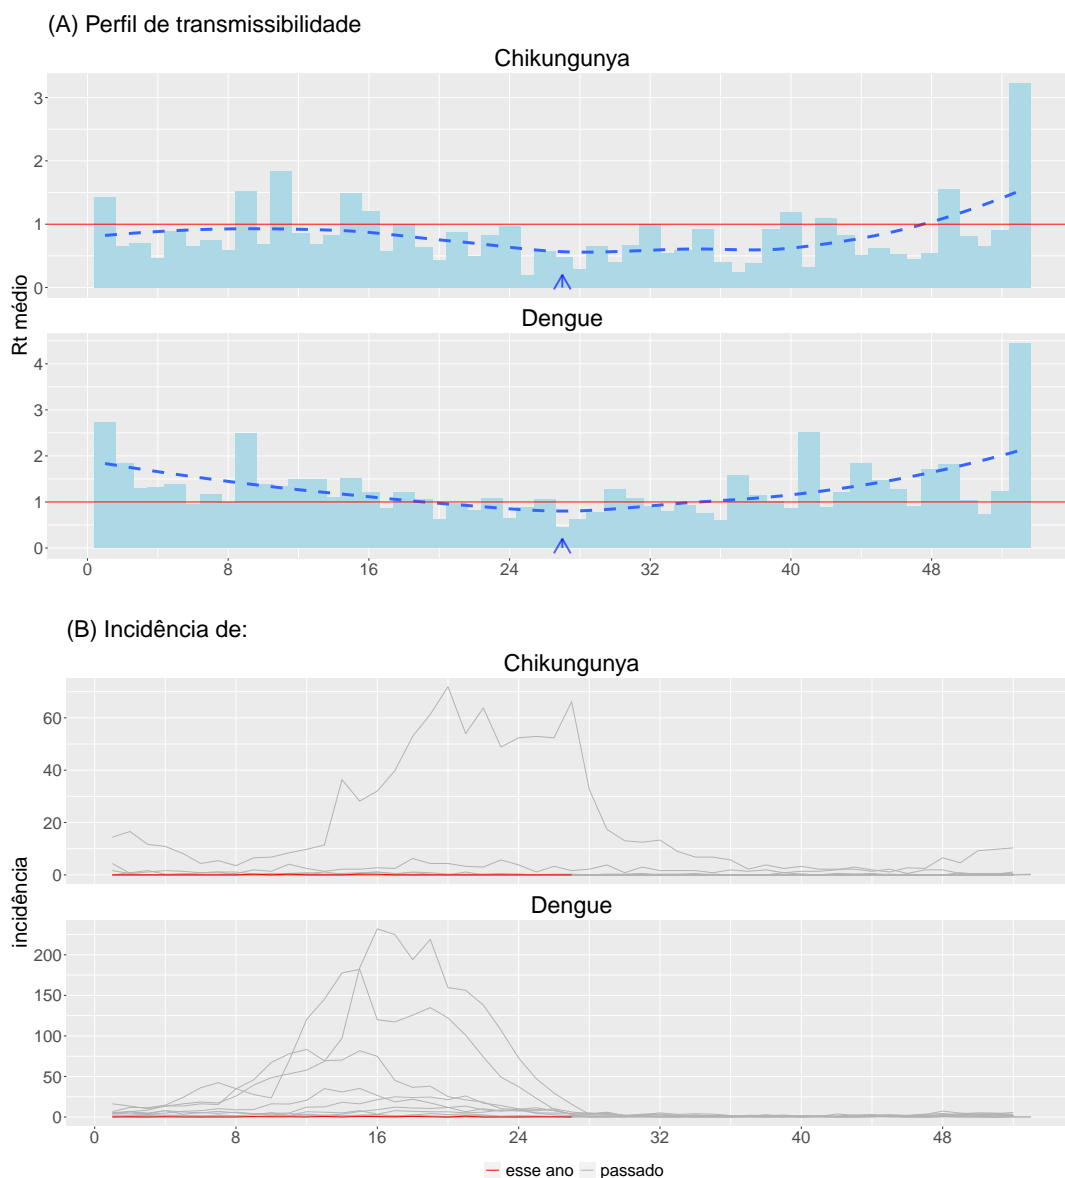 (A) Perfil de transmissibilidade
Chikungunya
3
2
1
0
Dengue
4
3
2
1
0
Rt médio
0 8 16 24 32 40 48
(B) Incidência de:
Chikungunya
60
40
20
0
Dengue
200
150
100
50
0
incidência
0 8 16 24 32 40 48
esse ano passado